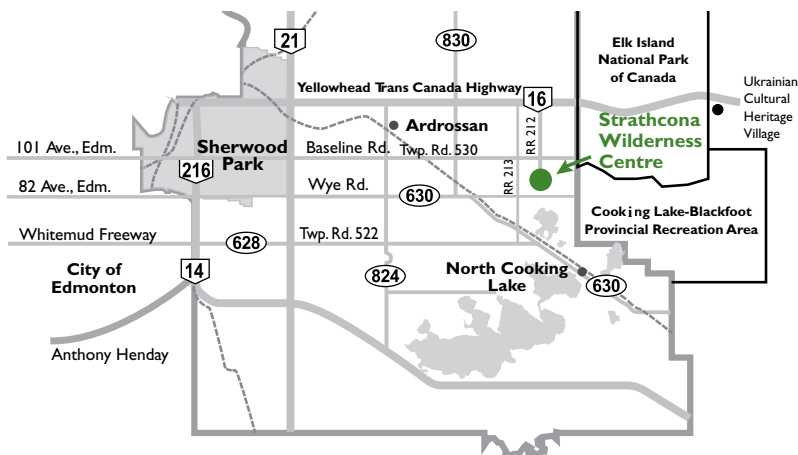 21
830
Elk Island
National Park
of Canada
Yellowhead Trans Canada Highway
16
Ukrainian
Cultural
Heritage
Village
Ardrossan
RR 212
Strathcona
Wilderness
Centre
101 Ave., Edm.
Sherwood
Park
Baseline Rd.
Twp. Rd. 530
216
82 Ave., Edm.
Wye Rd.
630
RR 213
Cooking Lake-Blackfoot
Provincial Recreation Area
Whitemud Freeway
628
Twp. Rd. 522
City of
Edmonton
14
824
North Cooking
Lake
630
Anthony Henday